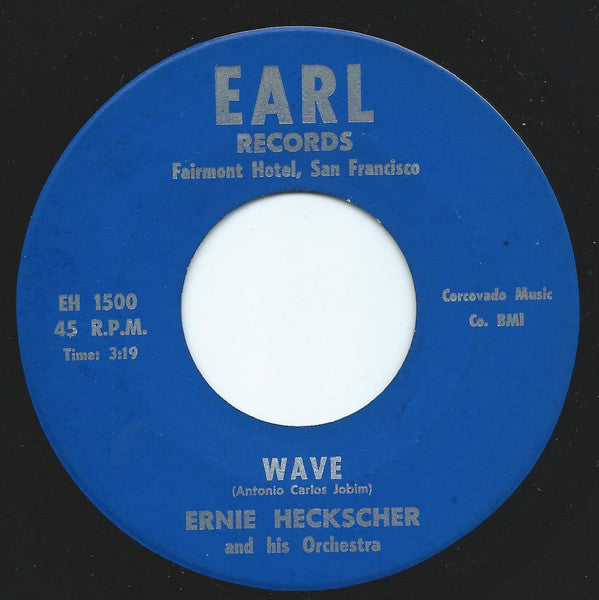 EARL
RECORDS
Fairmont Hotel, San Francisco
EH 1500
45 R.P.M.
Time: 3:19
Corcovado Music
Co. BMI
WAVE
(Antonio Carlos Jobim)
ERNIE HECKSCHER
and his Orchestra